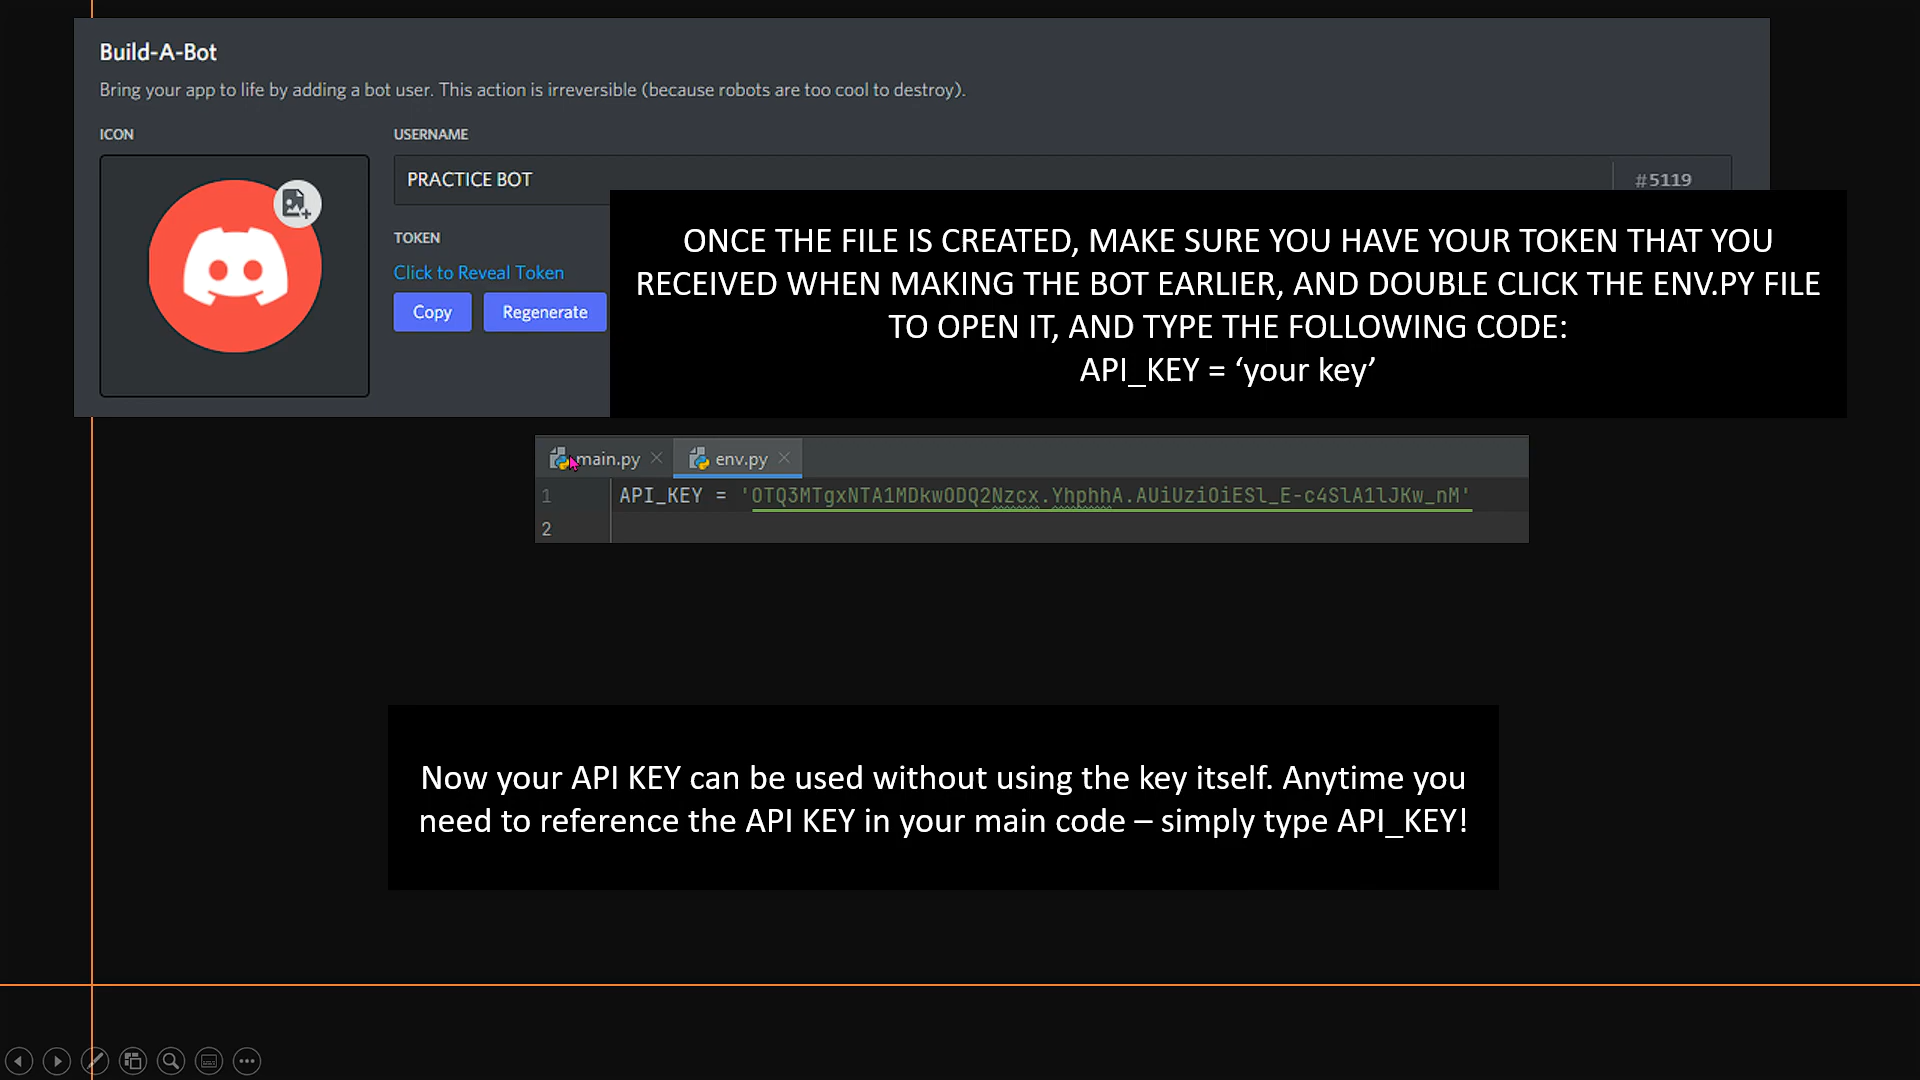 Build-A-Bot
Bring your app to life by adding a bot user. This action is irreversible (because robots are too cool to destroy).
ICON
USERNAME
PRACTICE BOT
#5119
TOKEN
Click to Reveal Token
Copy
Regenerate
ONCE THE FILE IS CREATED, MAKE SURE YOU HAVE YOUR TOKEN THAT YOU
RECEIVED WHEN MAKING THE BOT EARLIER, AND DOUBLE CLICK THE ENV.PY FILE
TO OPEN IT, AND TYPE THE FOLLOWING CODE:
API_KEY = ‘your key’
main.py
env.py
1
API_KEY =
2
Now your API KEY can be used without using the key itself. Anytime you
need to reference the API KEY in your main code – simply type API_KEY!